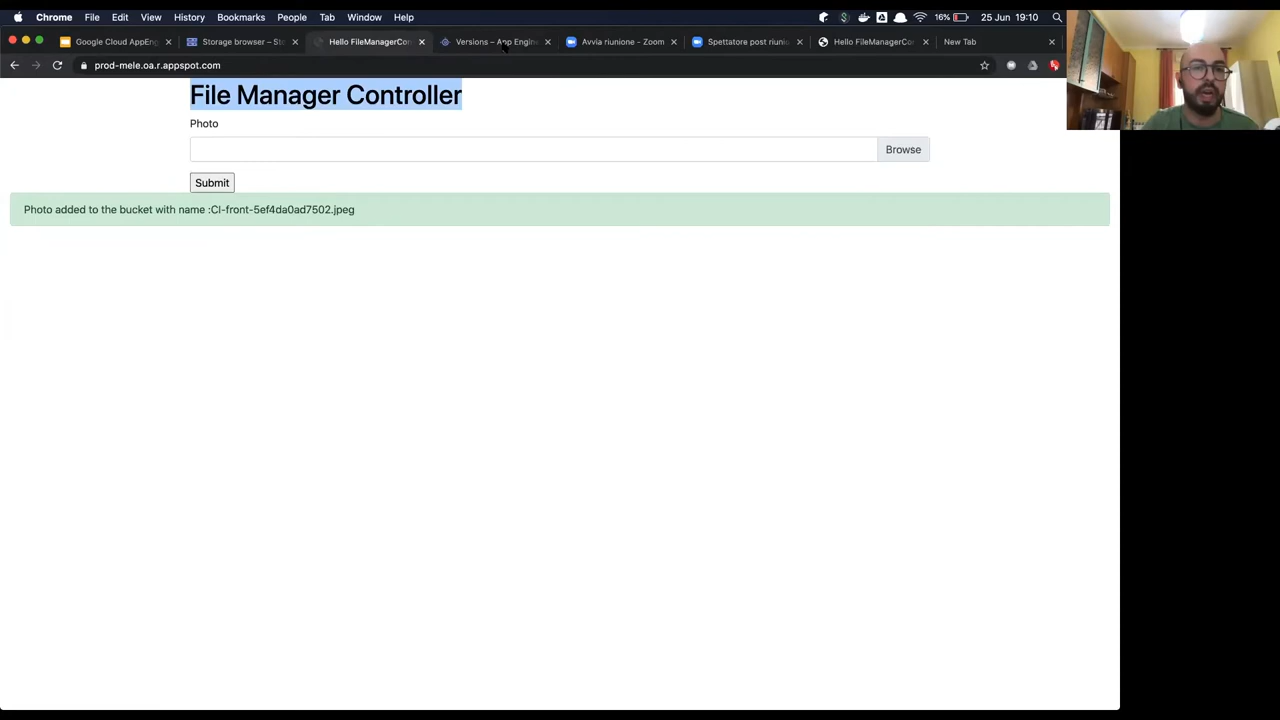 Chrome File Edit View History Bookmarks People Tab Window Help 16% 25 Jun 19:10
Google Cloud AppEng Storage browser – Sto Hello FileManagerCon Versions – App Engine Avvia riunione - Zoom Spettatore post riunio Hello FileManagerCon New Tab
prod-mele.oa.r.appspot.com
File Manager Controller
Photo
Browse
Submit
Photo added to the bucket with name :CI-front-5ef4da0ad7502.jpeg